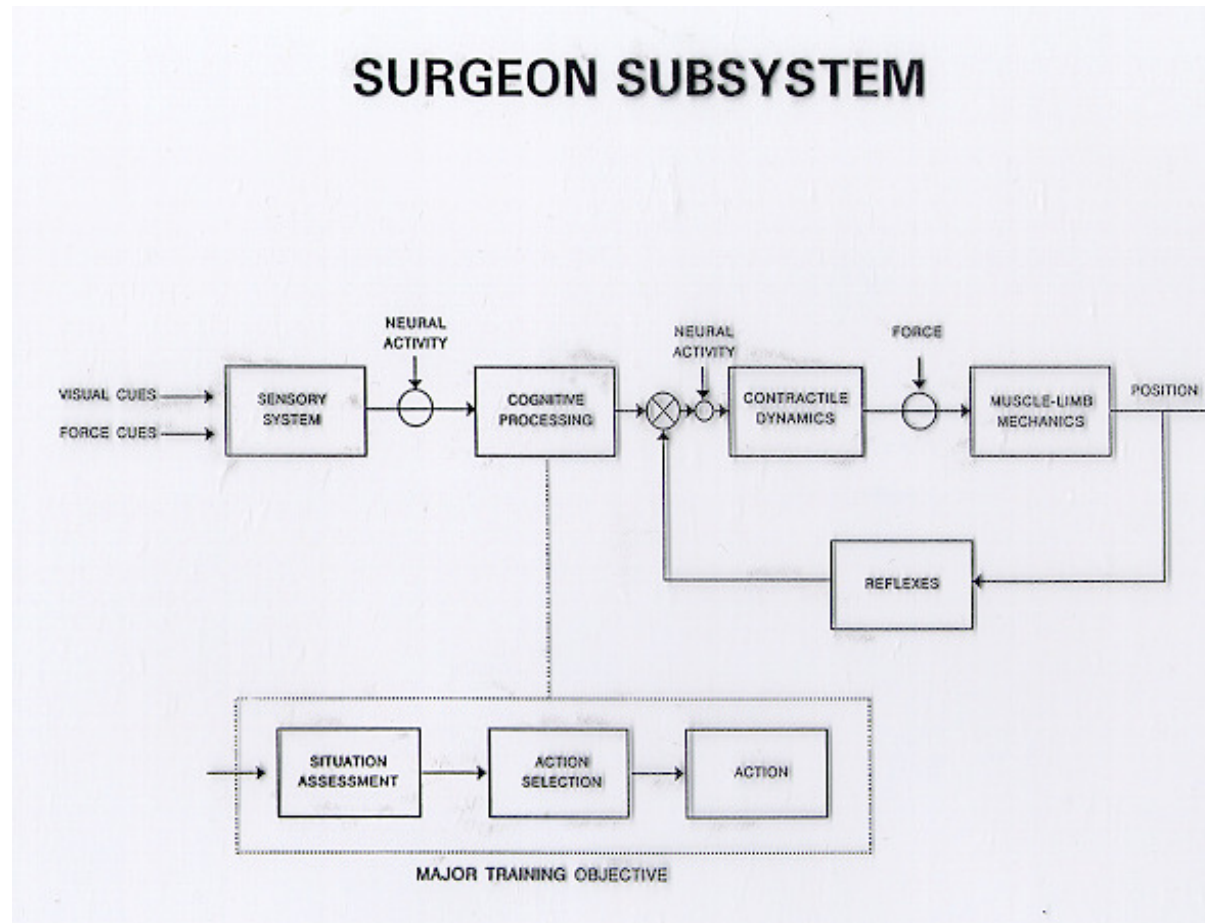 SURGEON SUBSYSTEM
NEURAL
ACTIVITY
NEURAL
ACTIVITY
FORCE
VISUAL CUES
FORCE CUES
SENSORY
SYSTEM
COGNITIVE
PROCESSING
CONTRACTILE
DYNAMICS
MUSCLE-LIMB
MECHANICS
POSITION
REFLEXES
SITUATION
ASSESSMENT
ACTION
SELECTION
ACTION
MAJOR TRAINING OBJECTIVE